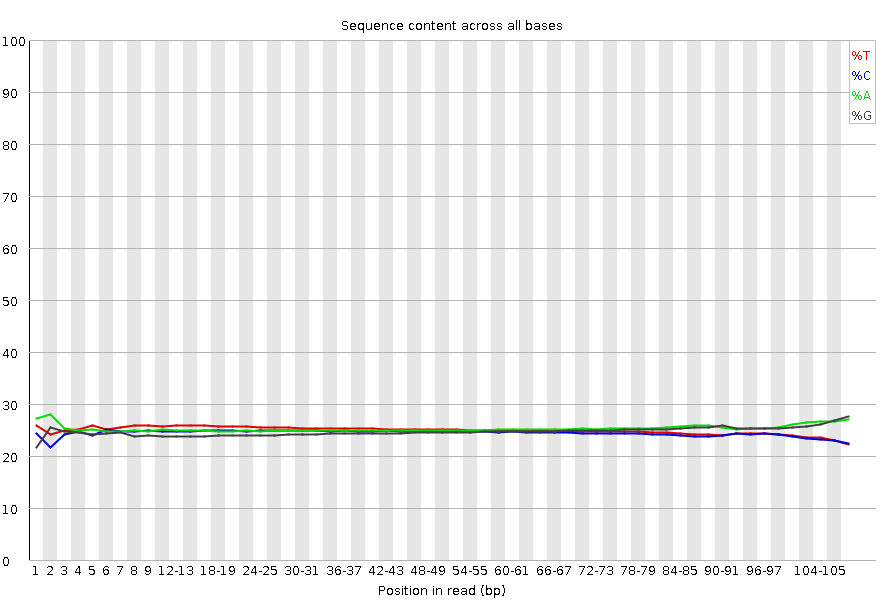 Sequence content across all bases
100
90
80
70
60
50
40
30
20
10
0
%T
%C
%A
%G
1 2 3 4 5 6 7 8 9 12-13 18-19 24-25 30-31 36-37 42-43 48-49 54-55 60-61 66-67 72-73 78-79 84-85 90-91 96-97 104-105
Position in read (bp)